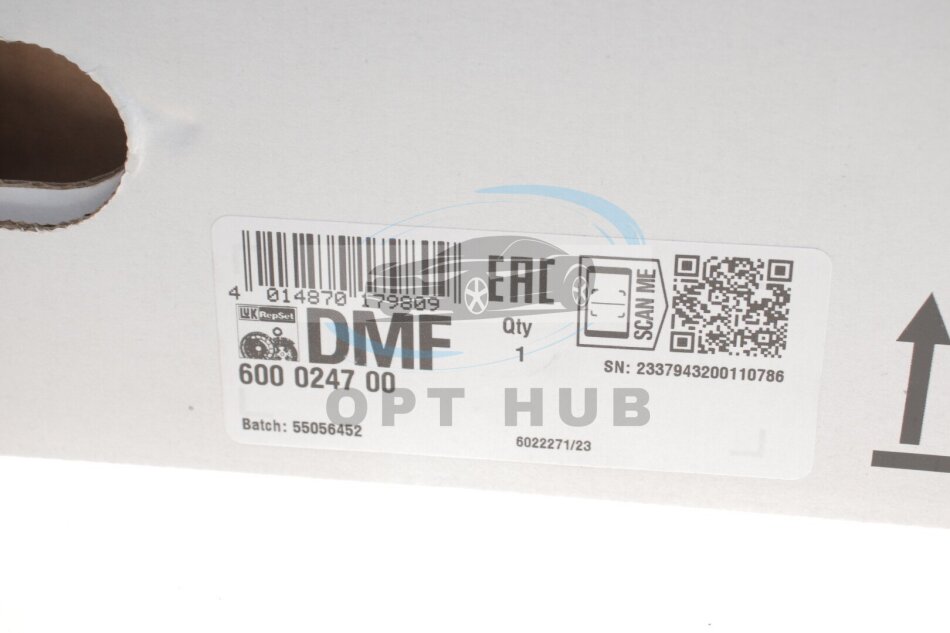 4 014870 179809
EAC
SCAN ME
LuK RepSet
DMF
Qty
1
600 0247 00
SN: 2337943200110786
OPT HUB
Batch: 55056452
6022271/23